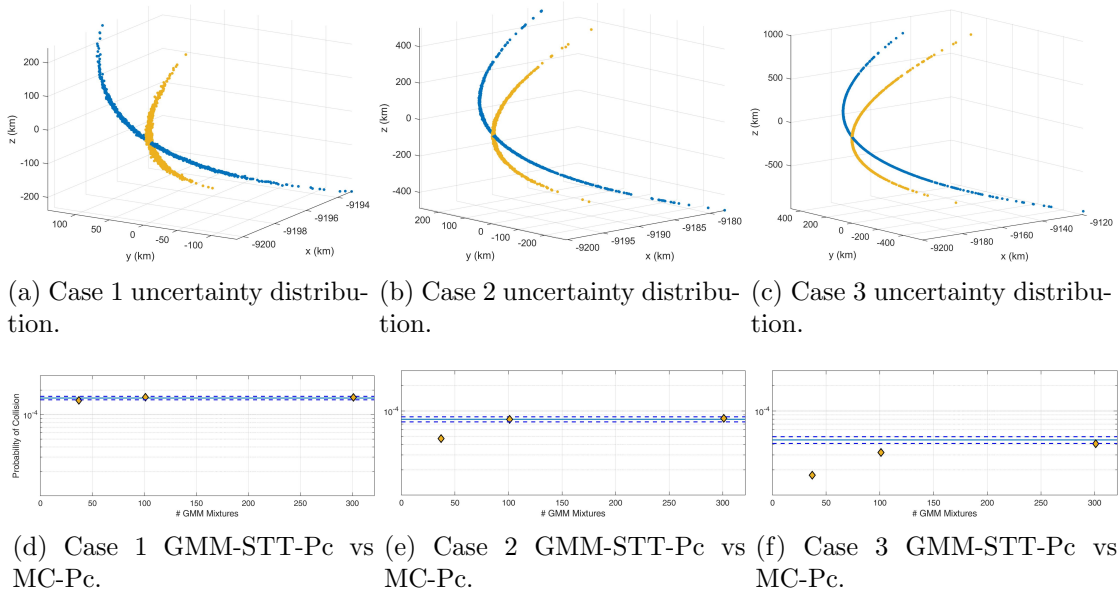 200
100
0
-100
-200
z (km)
100
50
0
-50
-100
y (km)
-9200
-9198
-9196
-9194
x (km)
400
200
0
-200
-400
z (km)
200
100
0
-100
-200
y (km)
-9200
-9195
-9190
-9185
-9180
x (km)
1000
500
0
-500
z (km)
400
200
0
-200
-400
y (km)
-9200
-9180
-9160
-9140
-9120
x (km)
(a) Case 1 uncertainty distribu-
tion.
(b) Case 2 uncertainty distribu-
tion.
(c) Case 3 uncertainty distribu-
tion.
Probability of Collision
10-4
0 50 100 150 200 250 300
# GMM Mixtures
10-4
0 50 100 150 200 250 300
# GMM Mixtures
10-4
0 50 100 150 200 250 300
# GMM Mixtures
(d) Case 1 GMM-STT-Pc vs
MC-Pc.
(e) Case 2 GMM-STT-Pc vs
MC-Pc.
(f) Case 3 GMM-STT-Pc vs
MC-Pc.